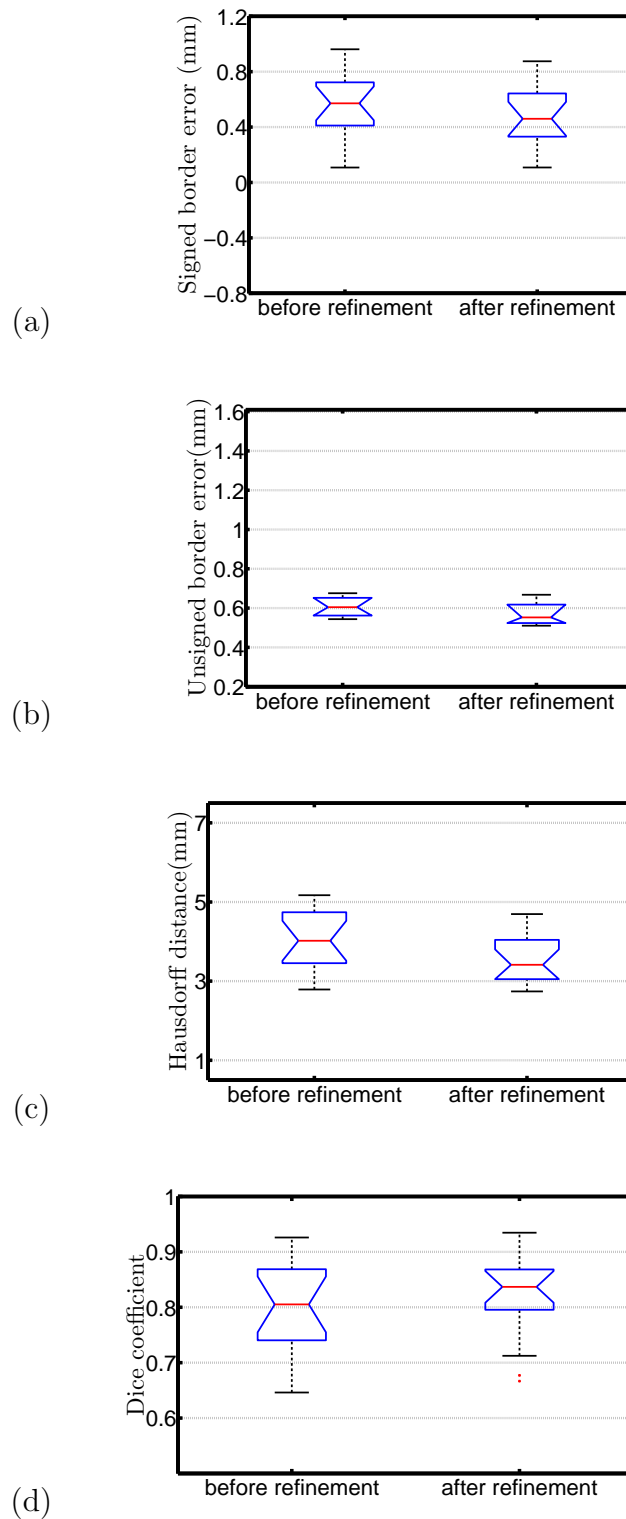 Signed border error (mm)
1.2
0.8
0.4
0
−0.4
−0.8
before refinement after refinement
(a)
Unsigned border error(mm)
1.6
1.4
1.2
1
0.8
0.6
0.4
0.2
before refinement after refinement
(b)
Hausdorff distance(mm)
7
5
3
1
before refinement after refinement
(c)
Dice coefficient
1
0.9
0.8
0.7
0.6
before refinement after refinement
(d)